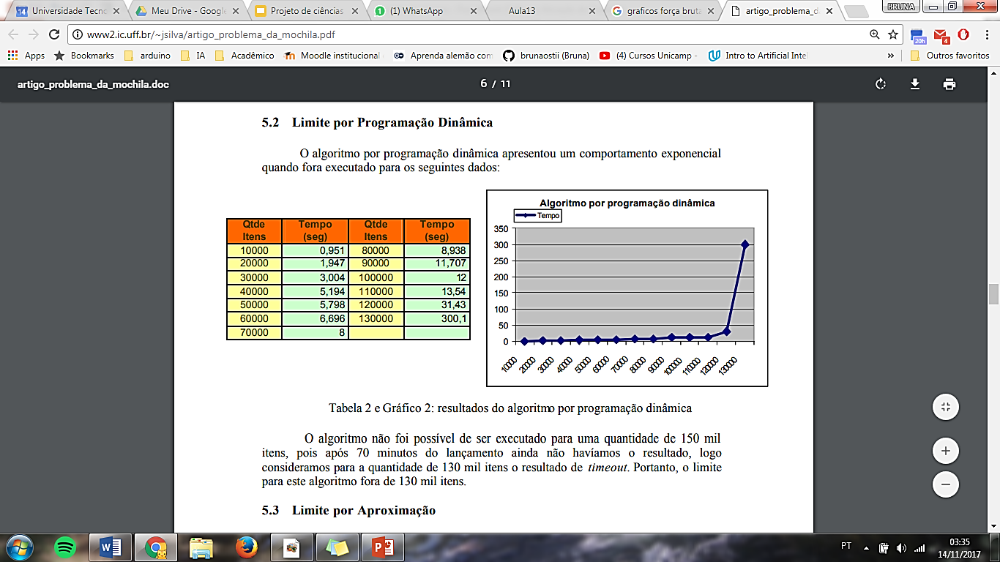 Universidade Tecno
Meu Drive - Google
Projeto de ciências
(1) WhatsApp
Aula13
graficos força bruta
artigo_problema_d
BRUNA
www2.ic.uff.br/~jsilva/artigo_problema_da_mochila.pdf
20h
4
Apps
Bookmarks
arduino
IA
Acadêmico
Moodle institucional
Aprenda alemão com
brunaostii (Bruna)
(4) Cursos Unicamp -
Intro to Artificial Intel
»
Outros favoritos
artigo_problema_da_mochila.doc
6 / 11
5.2 Limite por Programação Dinâmica
O algoritmo por programação dinâmica apresentou um comportamento exponencial
quando fora executado para os seguintes dados:
Qtde Itens Tempo (seg) Qtde Itens Tempo (seg)
10000 0,951 80000 8,938
20000 1,947 90000 11,707
30000 3,004 100000 12
40000 5,194 110000 13,54
50000 5,798 120000 31,43
60000 6,696 130000 300,1
70000 8
Algoritmo por programação dinâmica
Tempo
350
300
250
200
150
100
50
0
10000 20000 30000 40000 50000 60000 70000 80000 90000 100000 110000 120000 130000
Tabela 2 e Gráfico 2: resultados do algoritmo por programação dinâmica
O algoritmo não foi possível de ser executado para uma quantidade de 150 mil
itens, pois após 70 minutos do lançamento ainda não havíamos o resultado, logo
consideramos para a quantidade de 130 mil itens o resultado de timeout. Portanto, o limite
para este algoritmo fora de 130 mil itens.
5.3 Limite por Aproximação
PT
03:35
14/11/2017